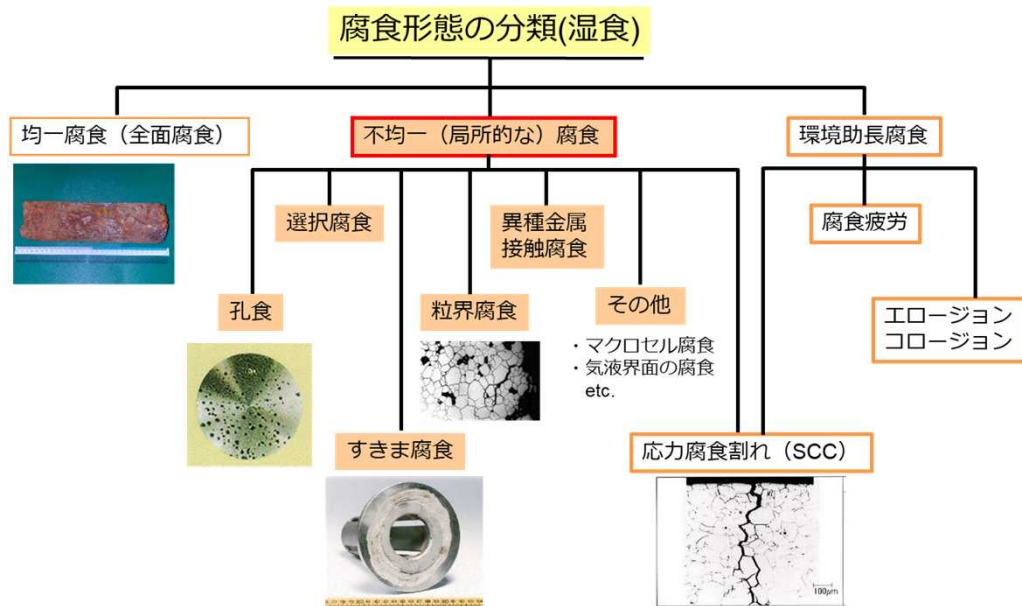 腐食形態の分類(湿食)
均一腐食（全面腐食）
不均一（局所的な）腐食
環境助長腐食
選択腐食
異種金属
接触腐食
腐食疲労
孔食
粒界腐食
その他
エロージョン
コロージョン
・マクロセル腐食
・気液界面の腐食
etc.
すきま腐食
応力腐食割れ（SCC）
100μm